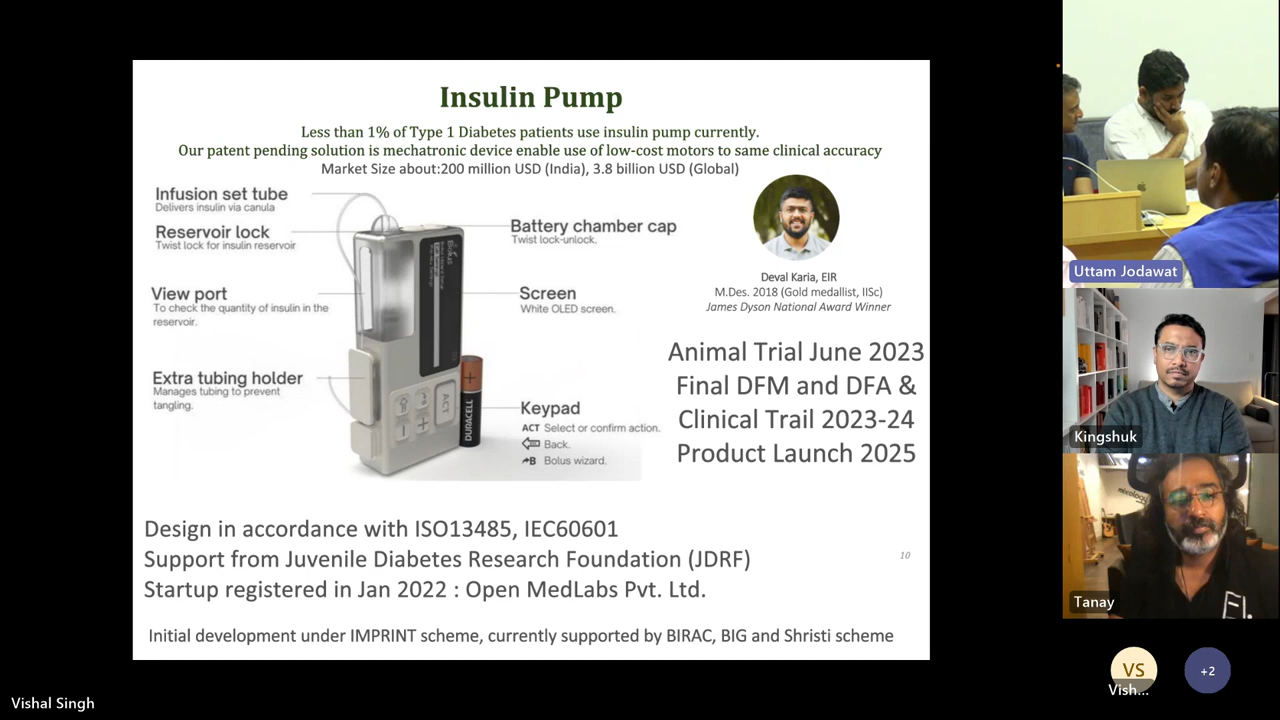 Insulin Pump
Less than 1% of Type 1 Diabetes patients use insulin pump currently.
Our patent pending solution is mechatronic device enable use of low-cost motors to same clinical accuracy
Market Size about:200 million USD (India), 3.8 billion USD (Global)
Infusion set tube
Delivers insulin via canula
Reservoir lock
Twist lock for insulin reservoir
View port
To check the quantity of insulin in the
reservoir.
Extra tubing holder
Manages tubing to prevent
tangling.
Battery chamber cap
Twist lock-unlock.
Screen
White OLED screen.
Keypad
ACT Select or confirm action.
Back.
B Bolus wizard.
ACT
DURACELL
Deval Karia, EIR
M.Des. 2018 (Gold medallist, IISc)
James Dyson National Award Winner
Animal Trial June 2023
Final DFM and DFA &
Clinical Trail 2023-24
Product Launch 2025
Design in accordance with ISO13485, IEC60601
Support from Juvenile Diabetes Research Foundation (JDRF)
Startup registered in Jan 2022 : Open MedLabs Pvt. Ltd.
10
Initial development under IMPRINT scheme, currently supported by BIRAC, BIG and Shristi scheme
Uttam Jodawat
Kingshuk
Tanay
VS
Vish...
+2
Vishal Singh